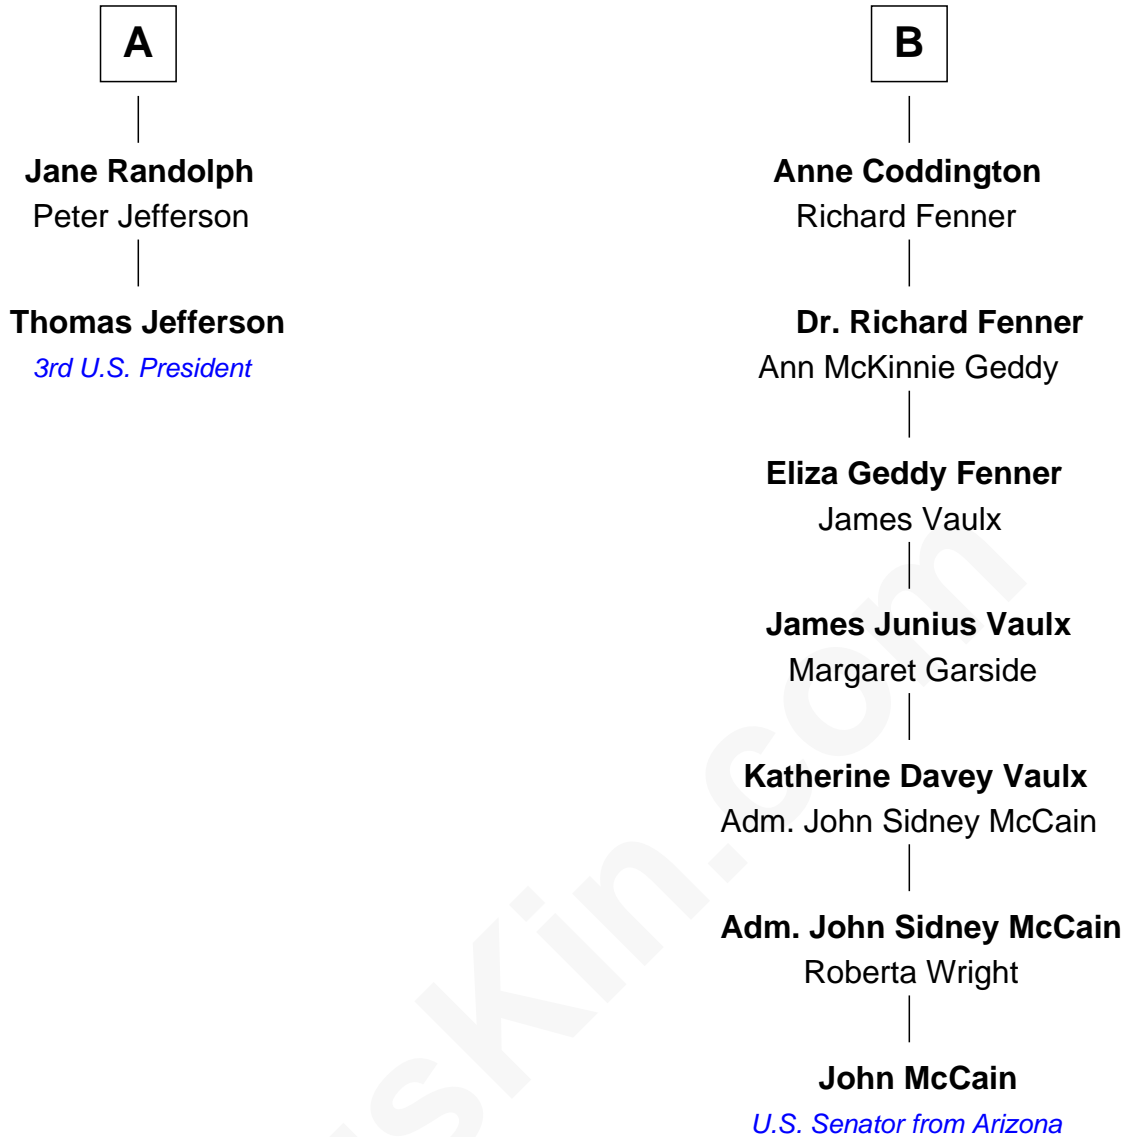 A
Jane Randolph
Peter Jefferson
Thomas Jefferson
3rd U.S. President
B
Anne Coddington
Richard Fenner
Dr. Richard Fenner
Ann McKinnie Geddy
Eliza Geddy Fenner
James Vaulx
James Junius Vaulx
Margaret Garside
Katherine Davey Vaulx
Adm. John Sidney McCain
Adm. John Sidney McCain
Roberta Wright
John McCain
U.S. Senator from Arizona
sKin.com